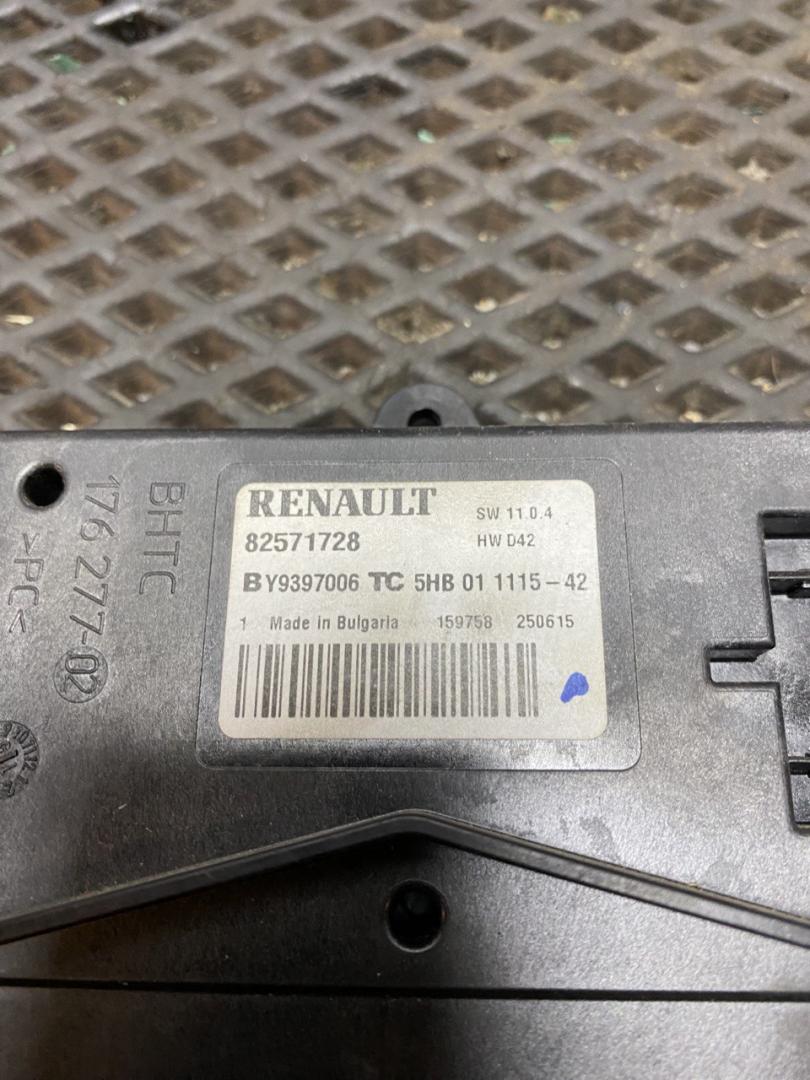 RENAULT
SW 11.0.4
82571728
HW D42
B Y9397006 TC 5HB 01 1115-42
1 Made in Bulgaria 159758 250615
BHTC
176 277-02
>PC<